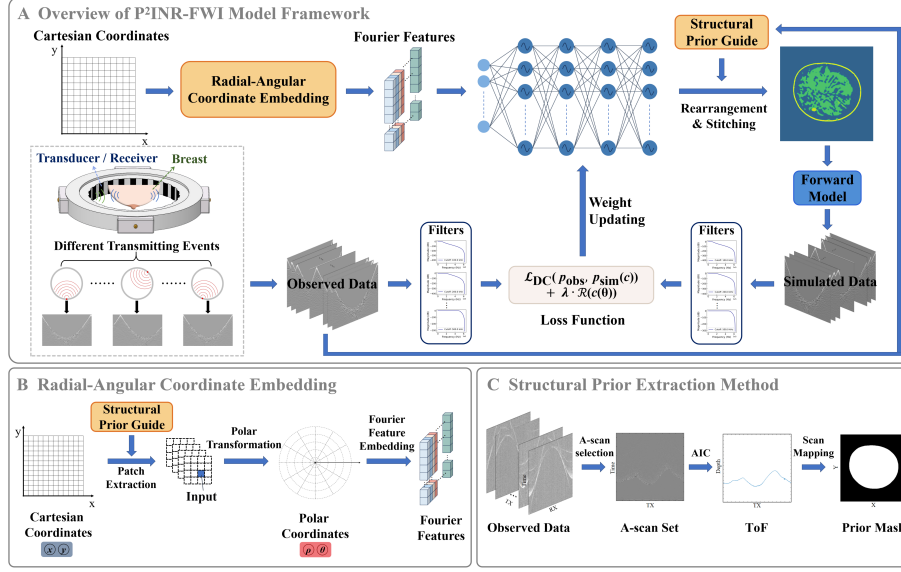 A Overview of P²INR-FWI Model Framework
Cartesian Coordinates
y
x
Radial-Angular
Coordinate Embedding
Fourier Features
Structural
Prior Guide
Rearrangement
& Stitching
Transducer / Receiver
Breast
Different Transmitting Events
Observed Data
Filters
Weight
Updating
ℒDC(pobs, psim(c))
+ λ · ℛ(c(θ))
Loss Function
Filters
Forward
Model
Simulated Data
B Radial-Angular Coordinate Embedding
y
x
Cartesian
Coordinates
x y
Structural
Prior Guide
Patch
Extraction
Input
Polar
Transformation
Polar
Coordinates
ρ θ
Fourier
Feature
Embedding
Fourier
Features
C Structural Prior Extraction Method
Time
TX
RX
Observed Data
A-scan
selection
Time
TX
A-scan Set
AIC
Depth
TX
ToF
Scan
Mapping
Y
X
Prior Mask